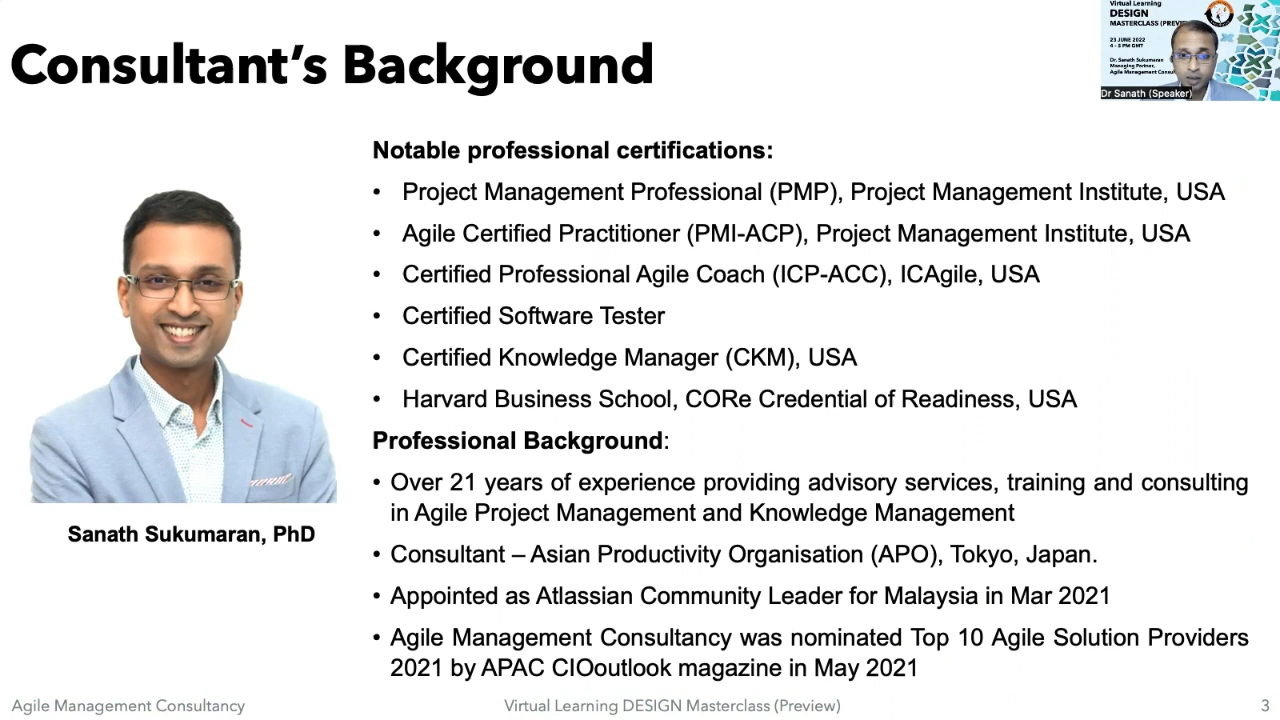 Consultant's Background
Virtual Learning
DESIGN
MASTERCLASS
23 JUNE 2022
4 - 5 PM GMT
Dr. Sanath Sukumaran
Managing Partner,
Agile Management
Dr Sanath (Speaker)
Notable professional certifications:
• Project Management Professional (PMP), Project Management Institute, USA
• Agile Certified Practitioner (PMI-ACP), Project Management Institute, USA
• Certified Professional Agile Coach (ICP-ACC), ICAgile, USA
• Certified Software Tester
• Certified Knowledge Manager (CKM), USA
• Harvard Business School, CORe Credential of Readiness, USA
Professional Background:
• Over 21 years of experience providing advisory services, training and consulting
in Agile Project Management and Knowledge Management
• Consultant – Asian Productivity Organisation (APO), Tokyo, Japan.
• Appointed as Atlassian Community Leader for Malaysia in Mar 2021
• Agile Management Consultancy was nominated Top 10 Agile Solution Providers
2021 by APAC CIOoutlook magazine in May 2021
Sanath Sukumaran, PhD
Agile Management Consultancy
Virtual Learning DESIGN Masterclass (Preview)
3